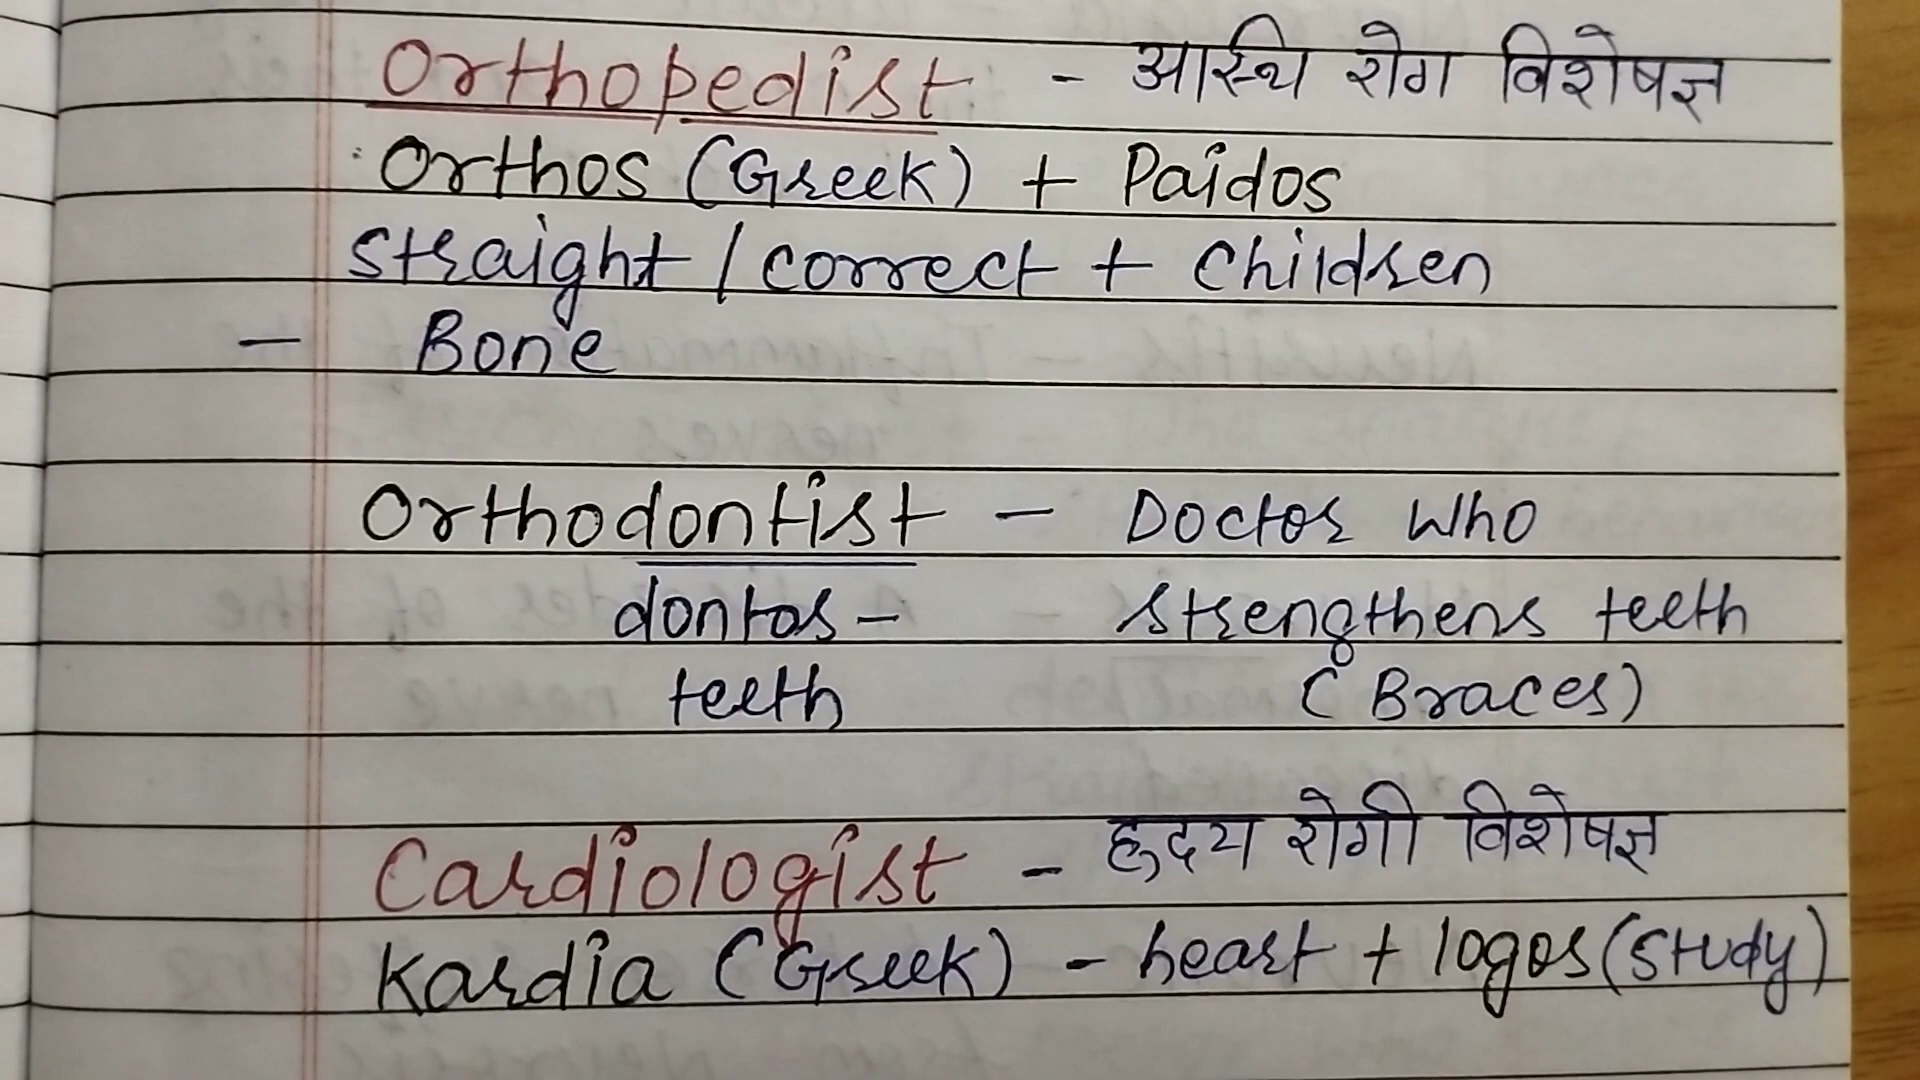 Orthopedist - अस्थि रोग विशेषज्ञ
Orthos (Greek) + Paidos
straight / correct + children
- Bone
Orthodontist - Doctor who
dontos - strengthens teeth
teeth (Braces)
Cardiologist - हृदय रोगी विशेषज्ञ
Kardia (Greek) - heart + logos (study)